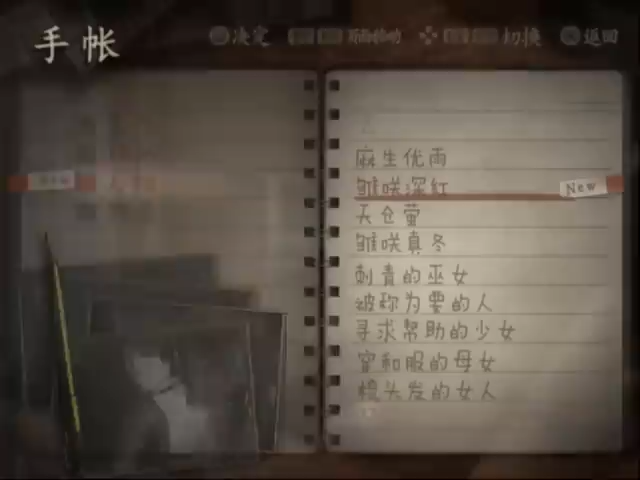 手帐
决定
切换
返回
麻生优雨
雏咲深红
New
天仓萤
雏咲真冬
刺青的巫女
被称为要的人
寻求帮助的少女
穿和服的母女
梳头发的女人